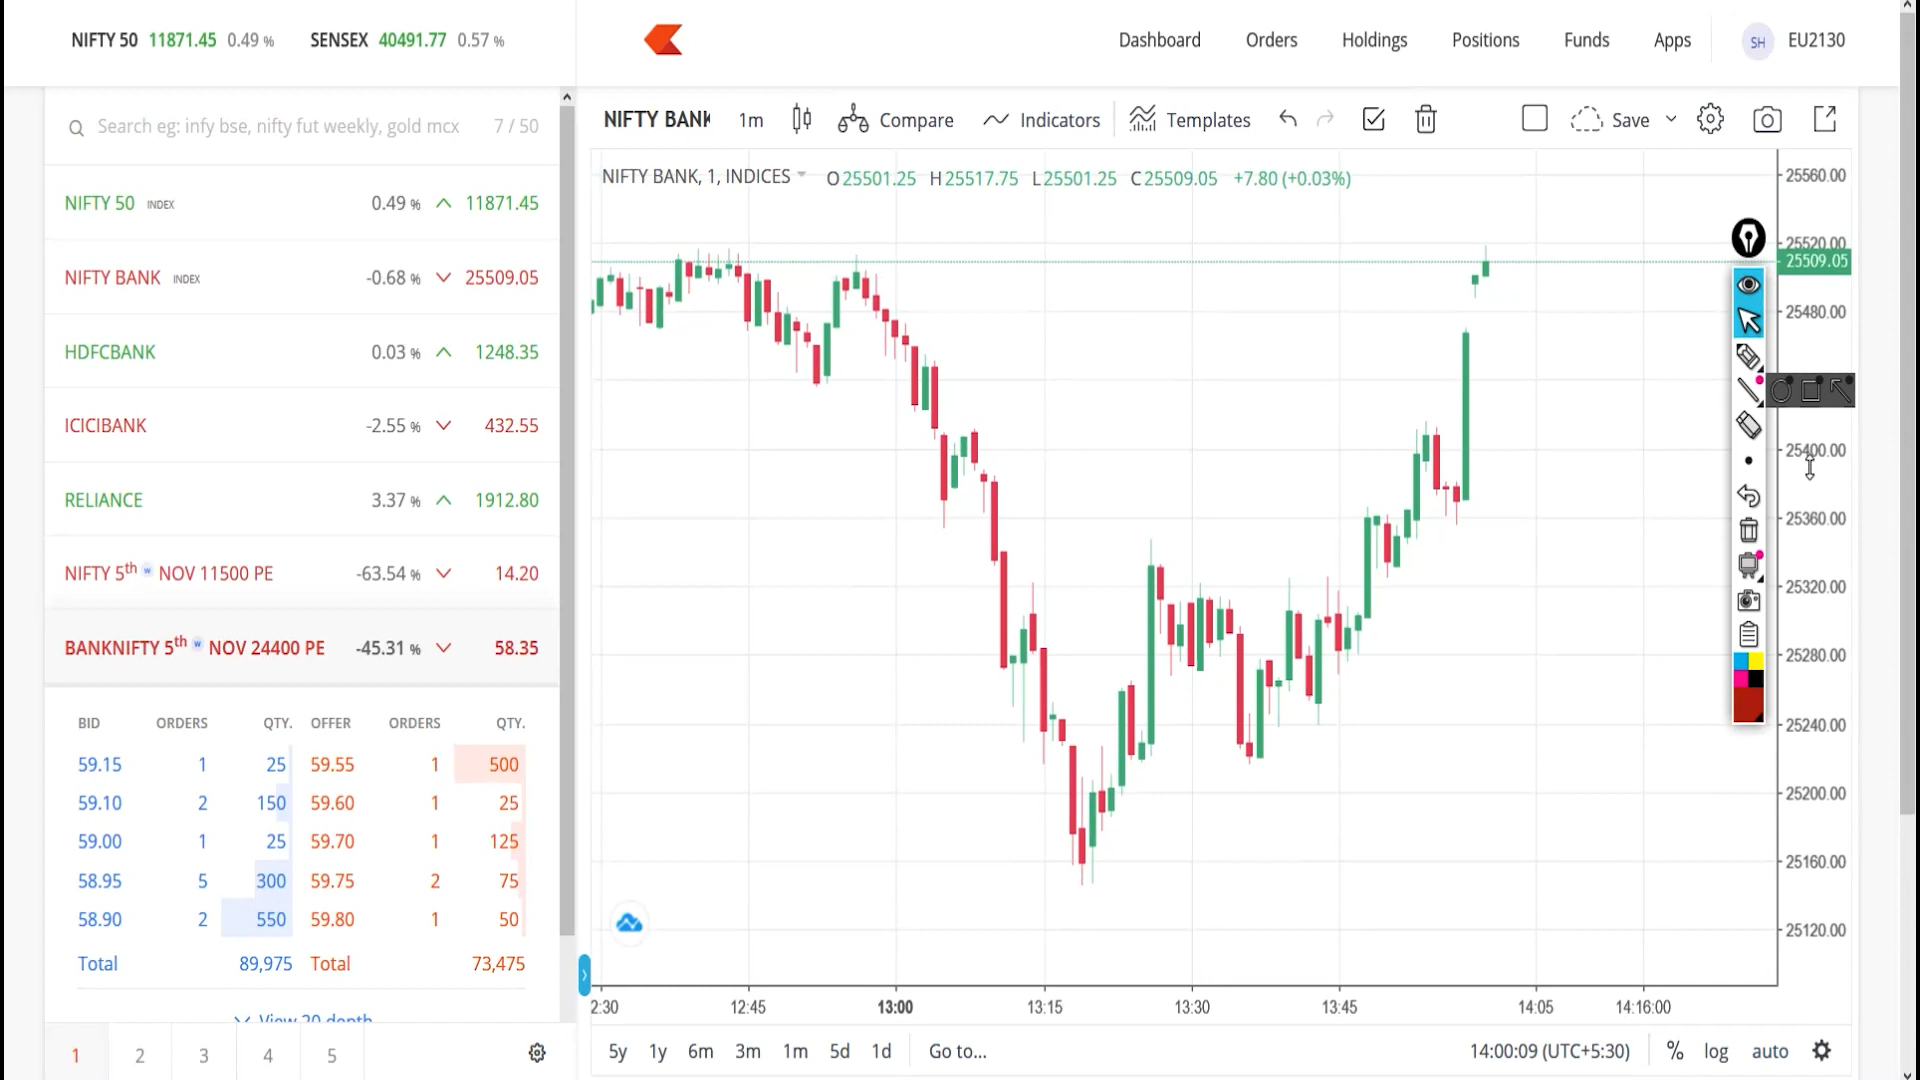 NIFTY 50 11871.45 0.49 % SENSEX 40491.77 0.57 %
Dashboard Orders Holdings Positions Funds Apps SH EU2130
Search eg: infy bse, nifty fut weekly, gold mcx 7 / 50
NIFTY 50 INDEX 0.49 % 11871.45
NIFTY BANK INDEX -0.68 % 25509.05
HDFCBANK 0.03 % 1248.35
ICICIBANK -2.55 % 432.55
RELIANCE 3.37 % 1912.80
NIFTY 5th w NOV 11500 PE -63.54 % 14.20
BANKNIFTY 5th w NOV 24400 PE -45.31 % 58.35
BID ORDERS QTY. OFFER ORDERS QTY.
59.15 1 25 59.55 1 500
59.10 2 150 59.60 1 25
59.00 1 25 59.70 1 125
58.95 5 300 59.75 2 75
58.90 2 550 59.80 1 50
Total 89,975 Total 73,475
View 20 depth
1 2 3 4 5
NIFTY BANK 1m Compare Indicators Templates Save
NIFTY BANK, 1, INDICES O25501.25 H25517.75 L25501.25 C25509.05 +7.80 (+0.03%)
25560.00
25520.00
25509.05
25480.00
25400.00
25360.00
25320.00
25280.00
25240.00
25200.00
25160.00
25120.00
2:30 12:45 13:00 13:15 13:30 13:45 14:05 14:16:00
5y 1y 6m 3m 1m 5d 1d Go to... 14:00:09 (UTC+5:30) % log auto